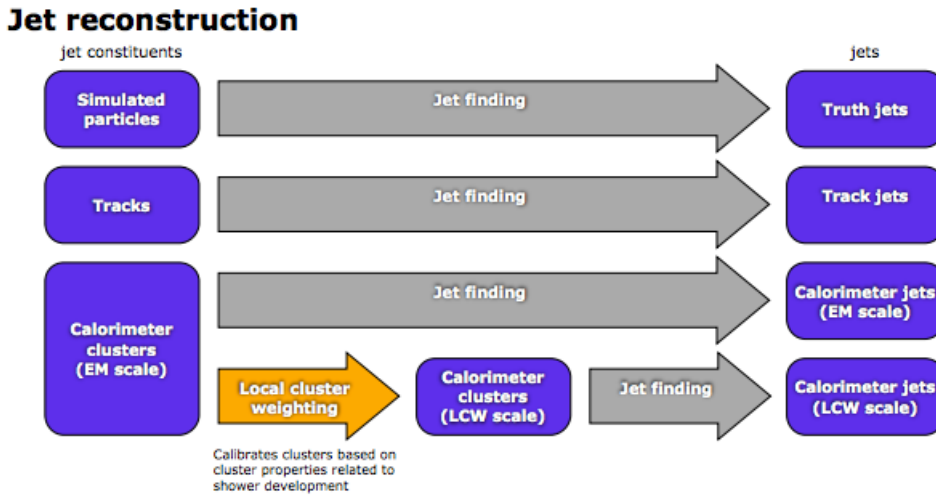 Jet reconstruction
jet constituents
jets
Simulated
particles
Jet finding
Truth jets
Tracks
Jet finding
Track jets
Calorimeter
clusters
(EM scale)
Jet finding
Calorimeter jets
(EM scale)
Local cluster
weighting
Calorimeter
clusters
(LCW scale)
Jet finding
Calorimeter jets
(LCW scale)
Calibrates clusters based on
cluster properties related to
shower development